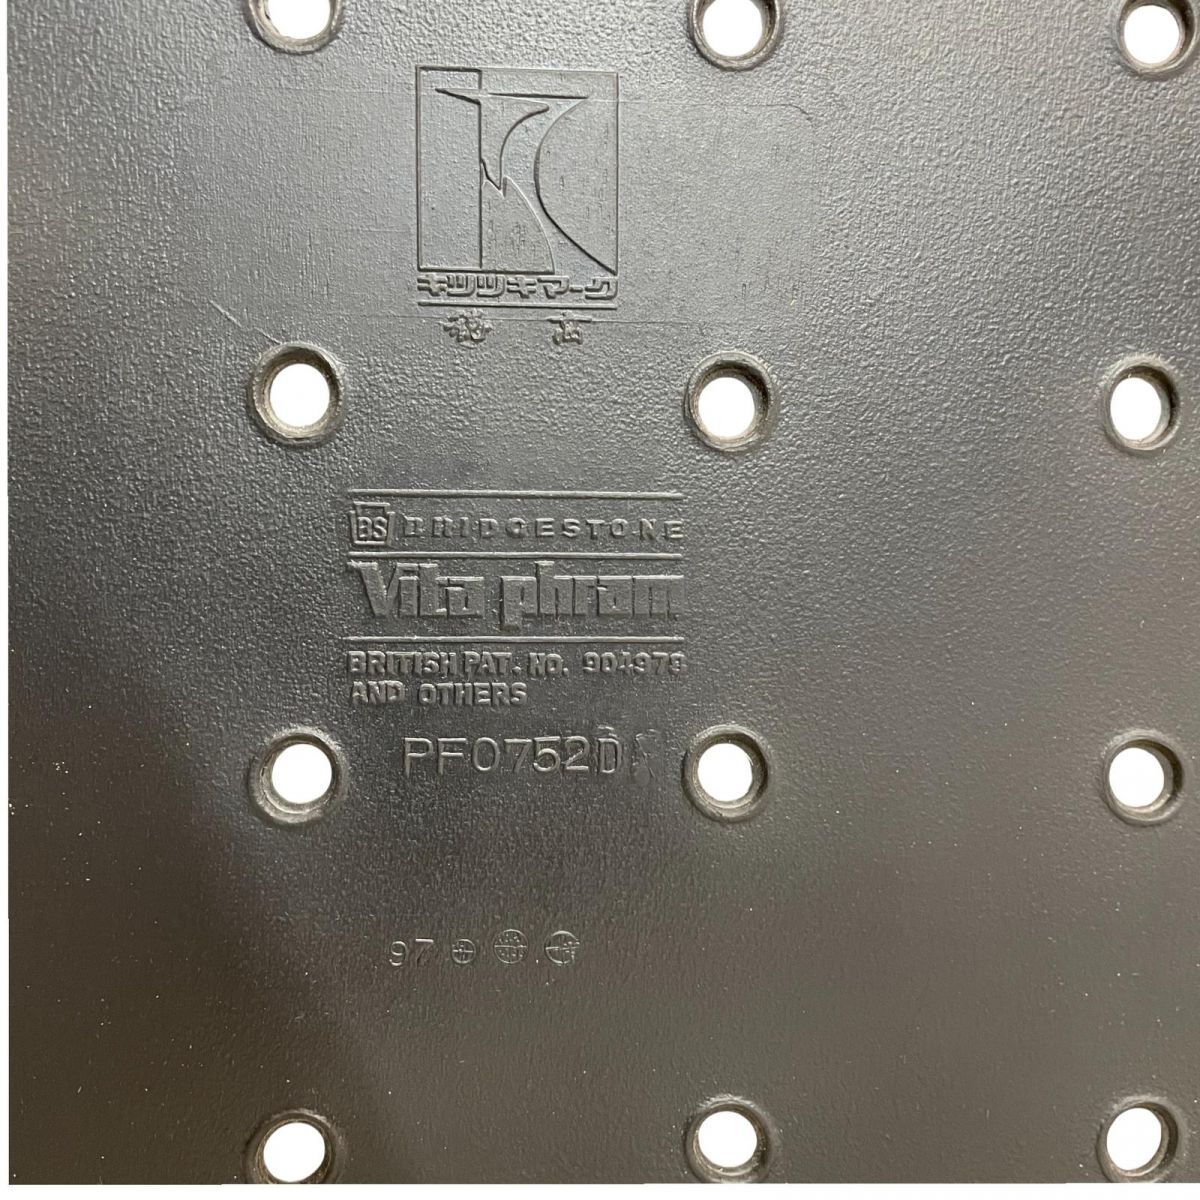 キツツキマーク
BS BRIDGESTONE
Vita phram
BRITISH PAT. NO. 904979
AND OTHERS
PF0752D
97